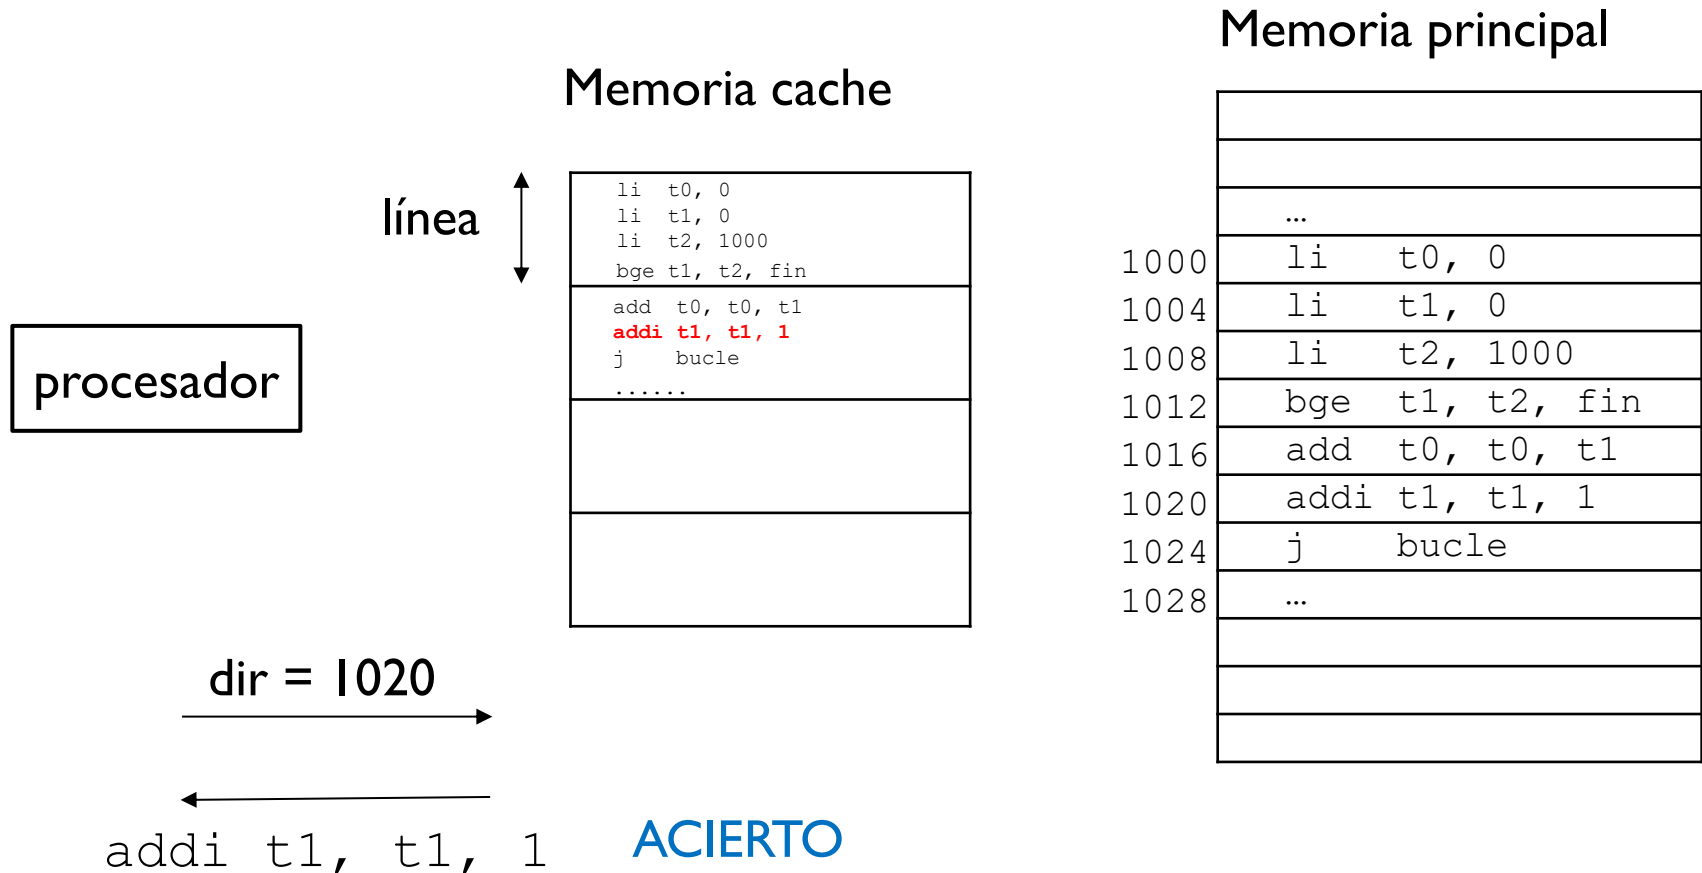 Memoria principal
Memoria cache
línea
li t0, 0
li t1, 0
li t2, 1000
bge t1, t2, fin
add t0, t0, t1
addi t1, t1, 1
j bucle
......
procesador
…
1000 li t0, 0
1004 li t1, 0
1008 li t2, 1000
1012 bge t1, t2, fin
1016 add t0, t0, t1
1020 addi t1, t1, 1
1024 j bucle
1028 …
dir = 1020
addi t1, t1, 1
ACIERTO